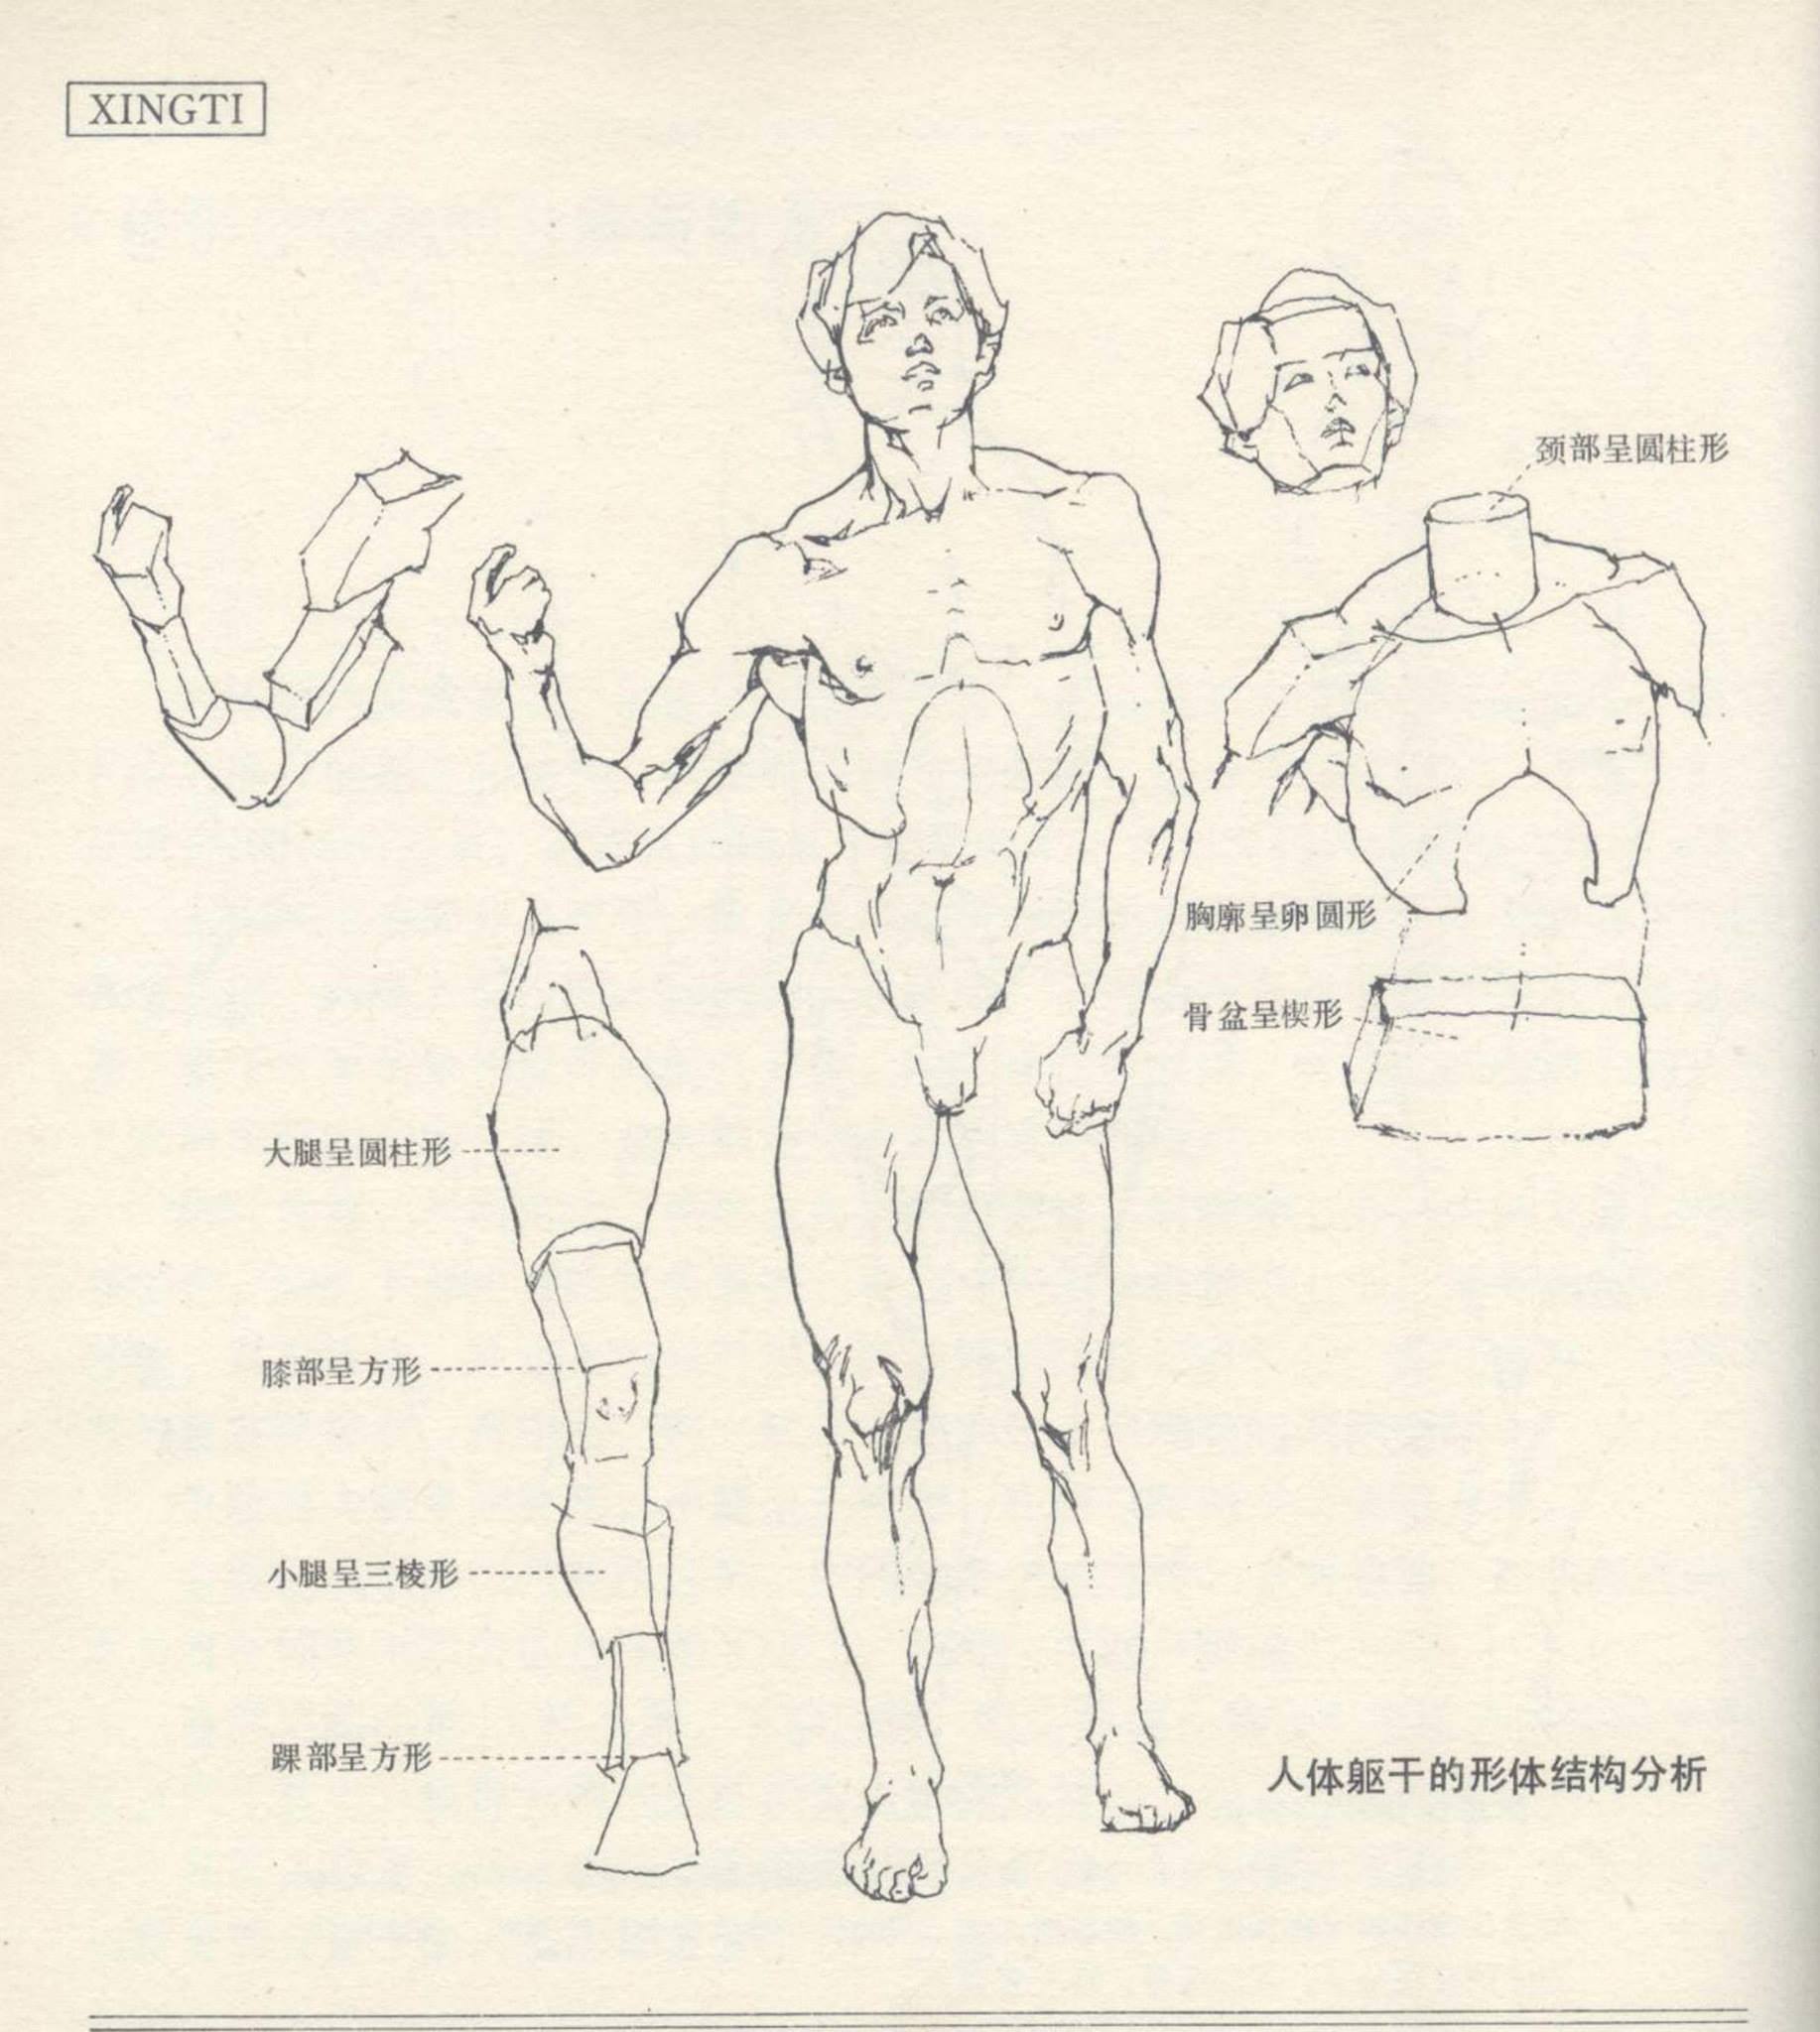 XINGTI
颈部呈圆柱形
胸廓呈卵圆形
骨盆呈楔形
大腿呈圆柱形
膝部呈方形
小腿呈三棱形
踝部呈方形
人体躯干的形体结构分析